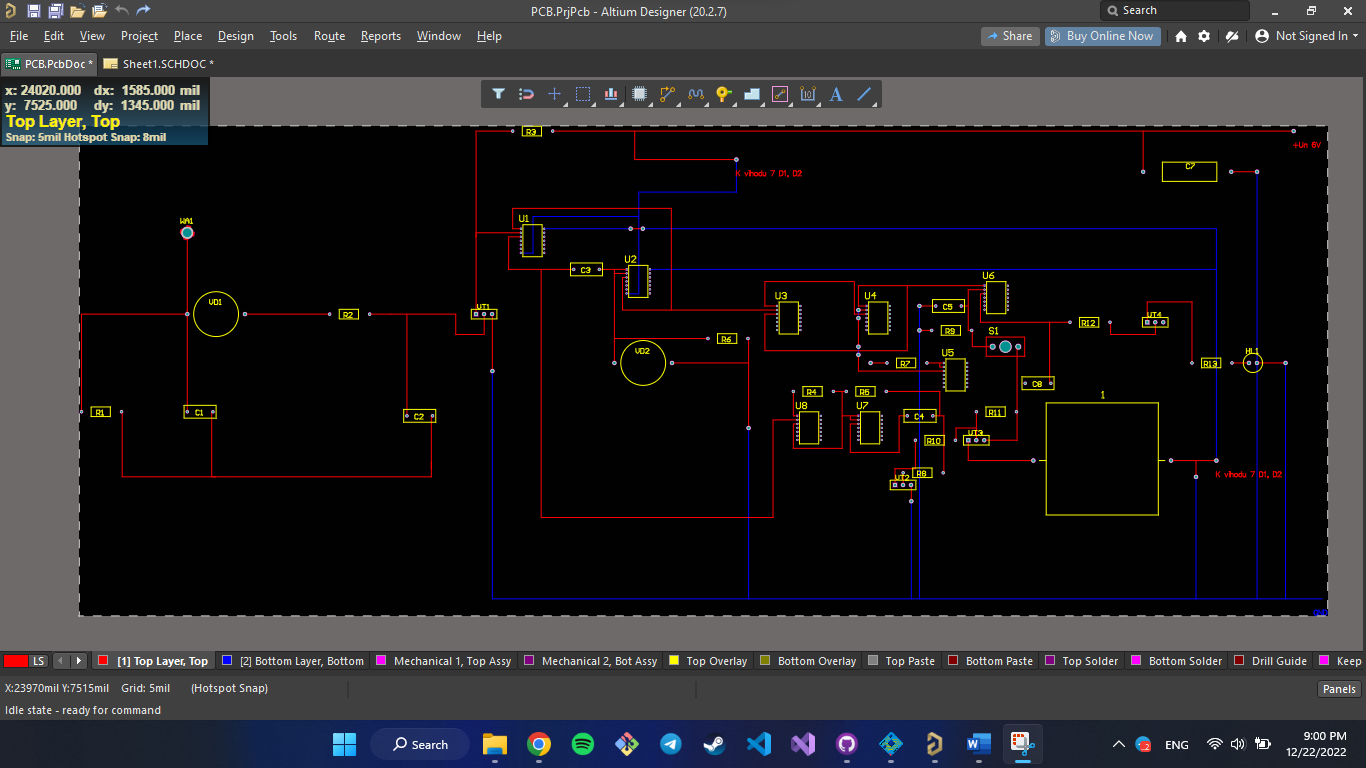 PCB.PrjPcb - Altium Designer (20.2.7)
Search
File Edit View Project Place Design Tools Route Reports Window Help
Share Buy Online Now Not Signed In
PCB.PcbDoc * Sheet1.SCHDOC *
x: 24020.000 dx: 1585.000 mil
y: 7525.000 dy: 1345.000 mil
Top Layer, Top
Snap: 5mil Hotspot Snap: 8mil
R3
+Un 8V
C7
K vihodu 7 D1, D2
WA1
U1
U2
C3
U6
U3
U4
C5
VD1
R2
VT1
R9
S1
R12
VT4
R6
VD2
U5
R7
R13
HL1
C8
R4
R5
1
R1
C1
C2
U8
U7
C4
R11
VT3
R10
R8
VT2
K vihodu 7 D1, D2
LS
[1] Top Layer, Top
[2] Bottom Layer, Bottom
Mechanical 1, Top Assy
Mechanical 2, Bot Assy
Top Overlay
Bottom Overlay
Top Paste
Bottom Paste
Top Solder
Bottom Solder
Drill Guide
Keep
X:23970mil Y:7515mil Grid: 5mil (Hotspot Snap)
Panels
Idle state - ready for command
Search
ENG
9:00 PM
12/22/2022